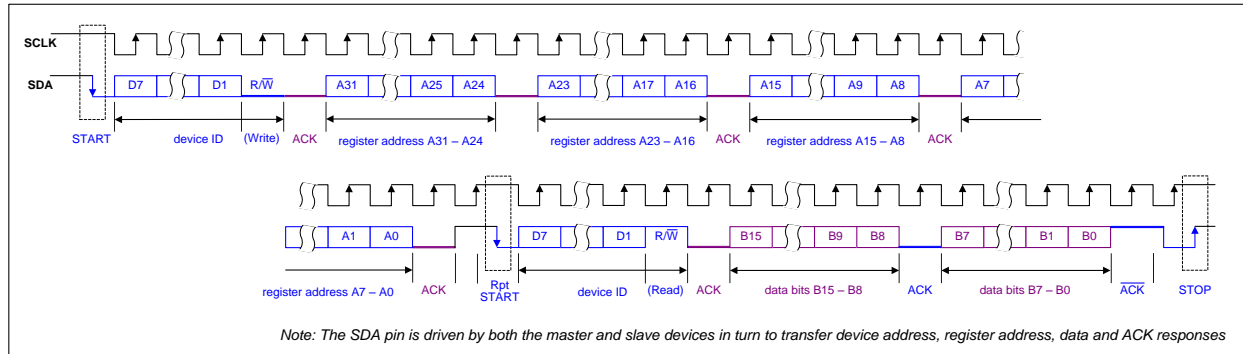 SCLK
SDA D7 D1 R/W̅ A31 A25 A24 A23 A17 A16 A15 A9 A8 A7
START device ID (Write) ACK register address A31 – A24 register address A23 – A16 ACK register address A15 – A8 ACK
A1 A0 D7 D1 R/W̅ B15 B9 B8 B7 B1 B0
register address A7 – A0 ACK Rpt START device ID (Read) ACK data bits B15 – B8 ACK data bits B7 – B0 A̅C̅K̅ STOP
Note: The SDA pin is driven by both the master and slave devices in turn to transfer device address, register address, data and ACK responses